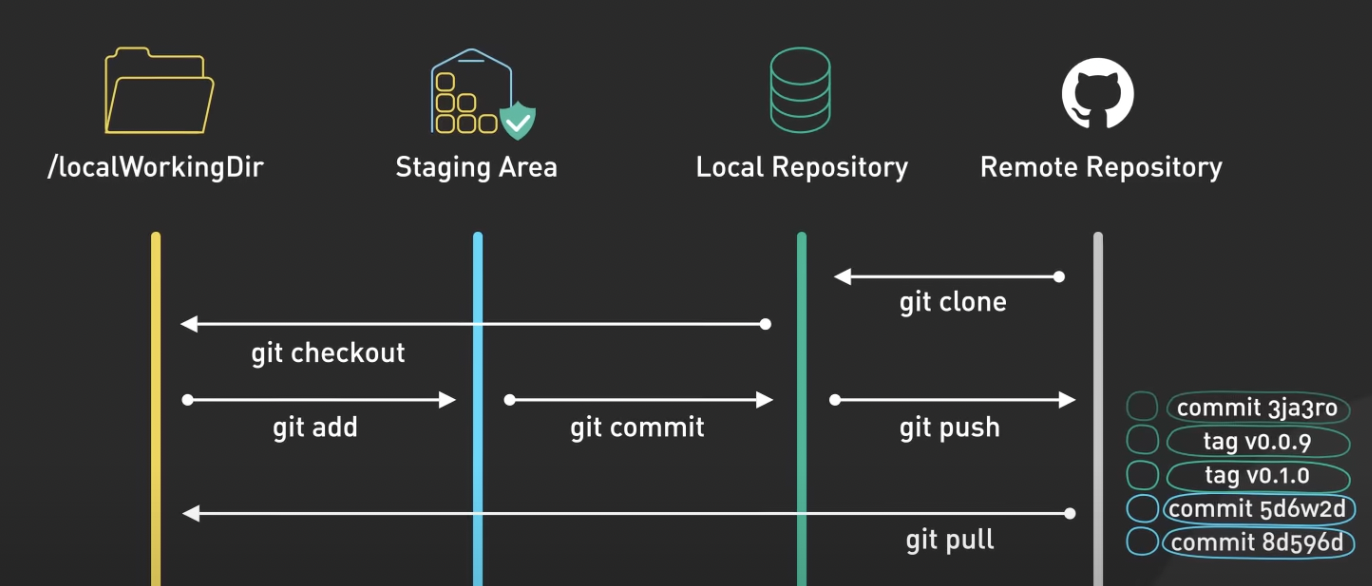 /localWorkingDir
Staging Area
Local Repository
Remote Repository
git clone
git checkout
git add
git commit
git push
commit 3ja3ro
tag v0.0.9
tag v0.1.0
commit 5d6w2d
commit 8d596d
git pull